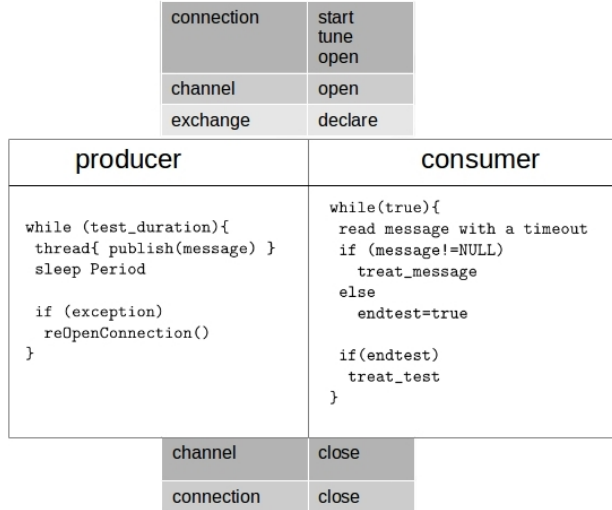 connection start
tune
open
channel open
exchange declare
producer consumer
while (test_duration){
thread{ publish(message) }
sleep Period
if (exception)
reOpenConnection()
}
while(true){
read message with a timeout
if (message!=NULL)
treat_message
else
endtest=true
if(endtest)
treat_test
}
channel close
connection close